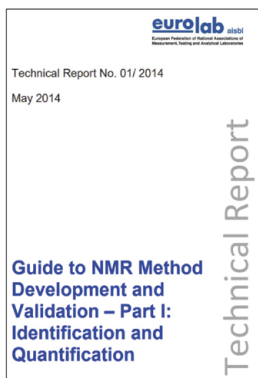 eurolab aisbl
European Federation of National Associations of
Measurement, Testing and Analytical Laboratories
Technical Report No. 01/ 2014
May 2014
Technical Report
Guide to NMR Method
Development and
Validation – Part I:
Identification and
Quantification